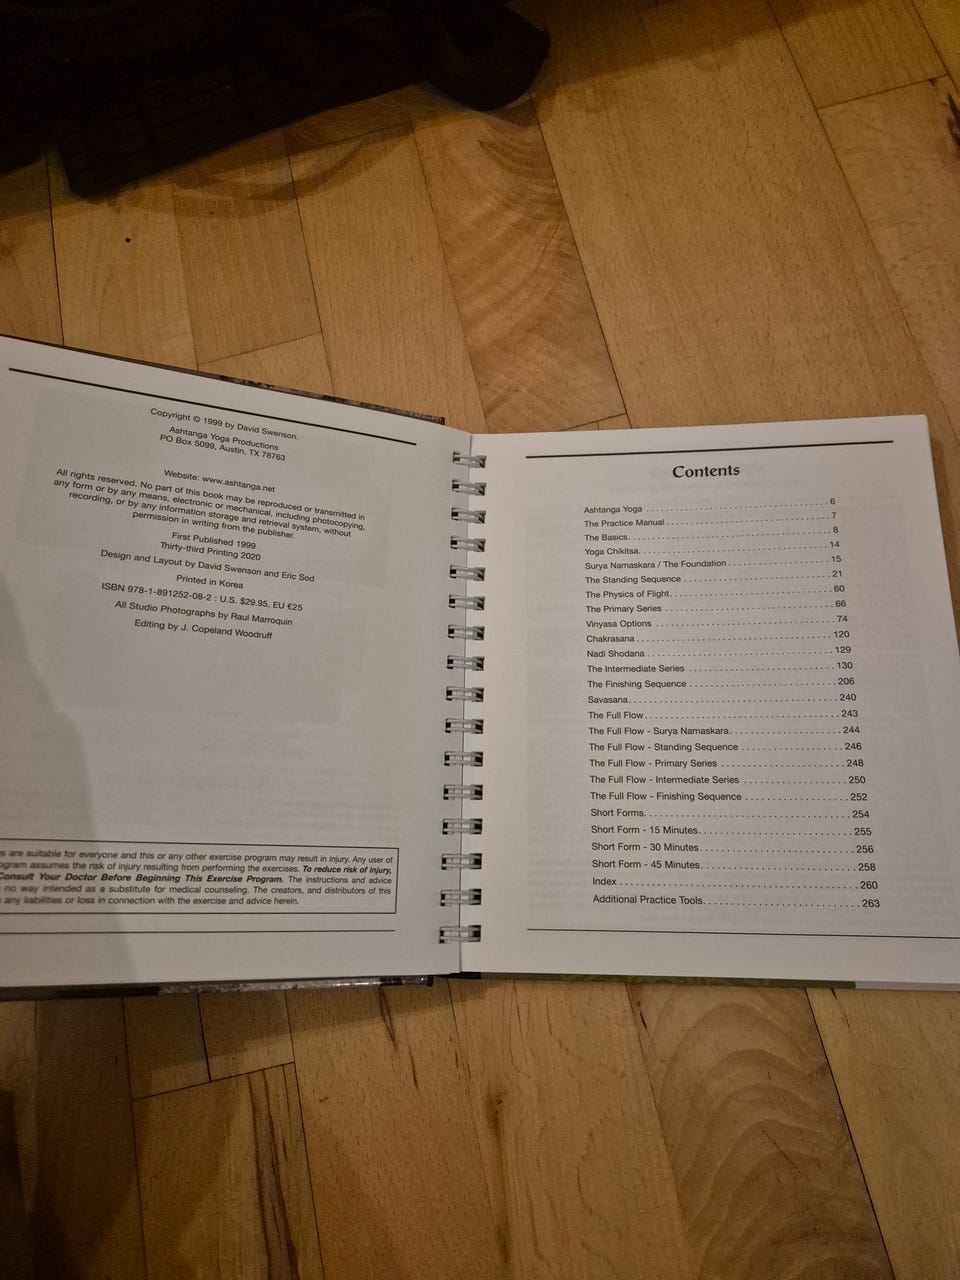 Copyright © 1999 by David Swenson.
Ashtanga Yoga Productions
PO Box 5099, Austin, TX 78763
Website: www.ashtanga.net
All rights reserved. No part of this book may be reproduced or transmitted in
any form or by any means, electronic or mechanical, including photocopying,
recording, or by any information storage and retrieval system, without
permission in writing from the publisher.
First Published 1999
Thirty-third Printing 2020
Design and Layout by David Swenson and Eric Sod
Printed in Korea
ISBN 978-1-891252-08-2 : U.S. $29.95, EU €25
All Studio Photographs by Raul Marroquin
Editing by J. Copeland Woodruff
are suitable for everyone and this or any other exercise program may result in injury. Any user of
assumes the risk of injury resulting from performing the exercises. To reduce risk of injury,
Consult Your Doctor Before Beginning This Exercise Program. The instructions and advice
no way intended as a substitute for medical counseling. The creators, and distributors of this
any liabilities or loss in connection with the exercise and advice herein.
Contents
Ashtanga Yoga . . . . . . . . . . 6
The Practice Manual . . . . . . . . . . 7
The Basics. . . . . . . . . . 8
Yoga Chikitsa. . . . . . . . . . 14
Surya Namaskara / The Foundation . . . . . . . . . . 15
The Standing Sequence . . . . . . . . . . 21
The Physics of Flight. . . . . . . . . . 60
The Primary Series . . . . . . . . . . 66
Vinyasa Options . . . . . . . . . . 74
Chakrasana . . . . . . . . . . 120
Nadi Shodana . . . . . . . . . . 129
The Intermediate Series . . . . . . . . . . 130
The Finishing Sequence . . . . . . . . . . 206
Savasana. . . . . . . . . . 240
The Full Flow. . . . . . . . . . 243
The Full Flow - Surya Namaskara. . . . . . . . . . 244
The Full Flow - Standing Sequence . . . . . . . . . . 246
The Full Flow - Primary Series . . . . . . . . . . 248
The Full Flow - Intermediate Series . . . . . . . . . . 250
The Full Flow - Finishing Sequence . . . . . . . . . . 252
Short Forms. . . . . . . . . . 254
Short Form - 15 Minutes. . . . . . . . . . 255
Short Form - 30 Minutes. . . . . . . . . . 256
Short Form - 45 Minutes . . . . . . . . . . 258
Index . . . . . . . . . . 260
Additional Practice Tools. . . . . . . . . . 263